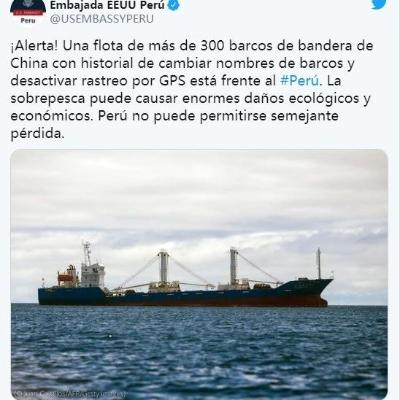 Embajada EEUU Perú
@USEMBASSYPERU
Peru
¡Alerta! Una flota de más de 300 barcos de bandera de
China con historial de cambiar nombres de barcos y
desactivar rastreo por GPS está frente al #Perú. La
sobrepesca puede causar enormes daños ecológicos y
económicos. Perú no puede permitirse semejante
pérdida.